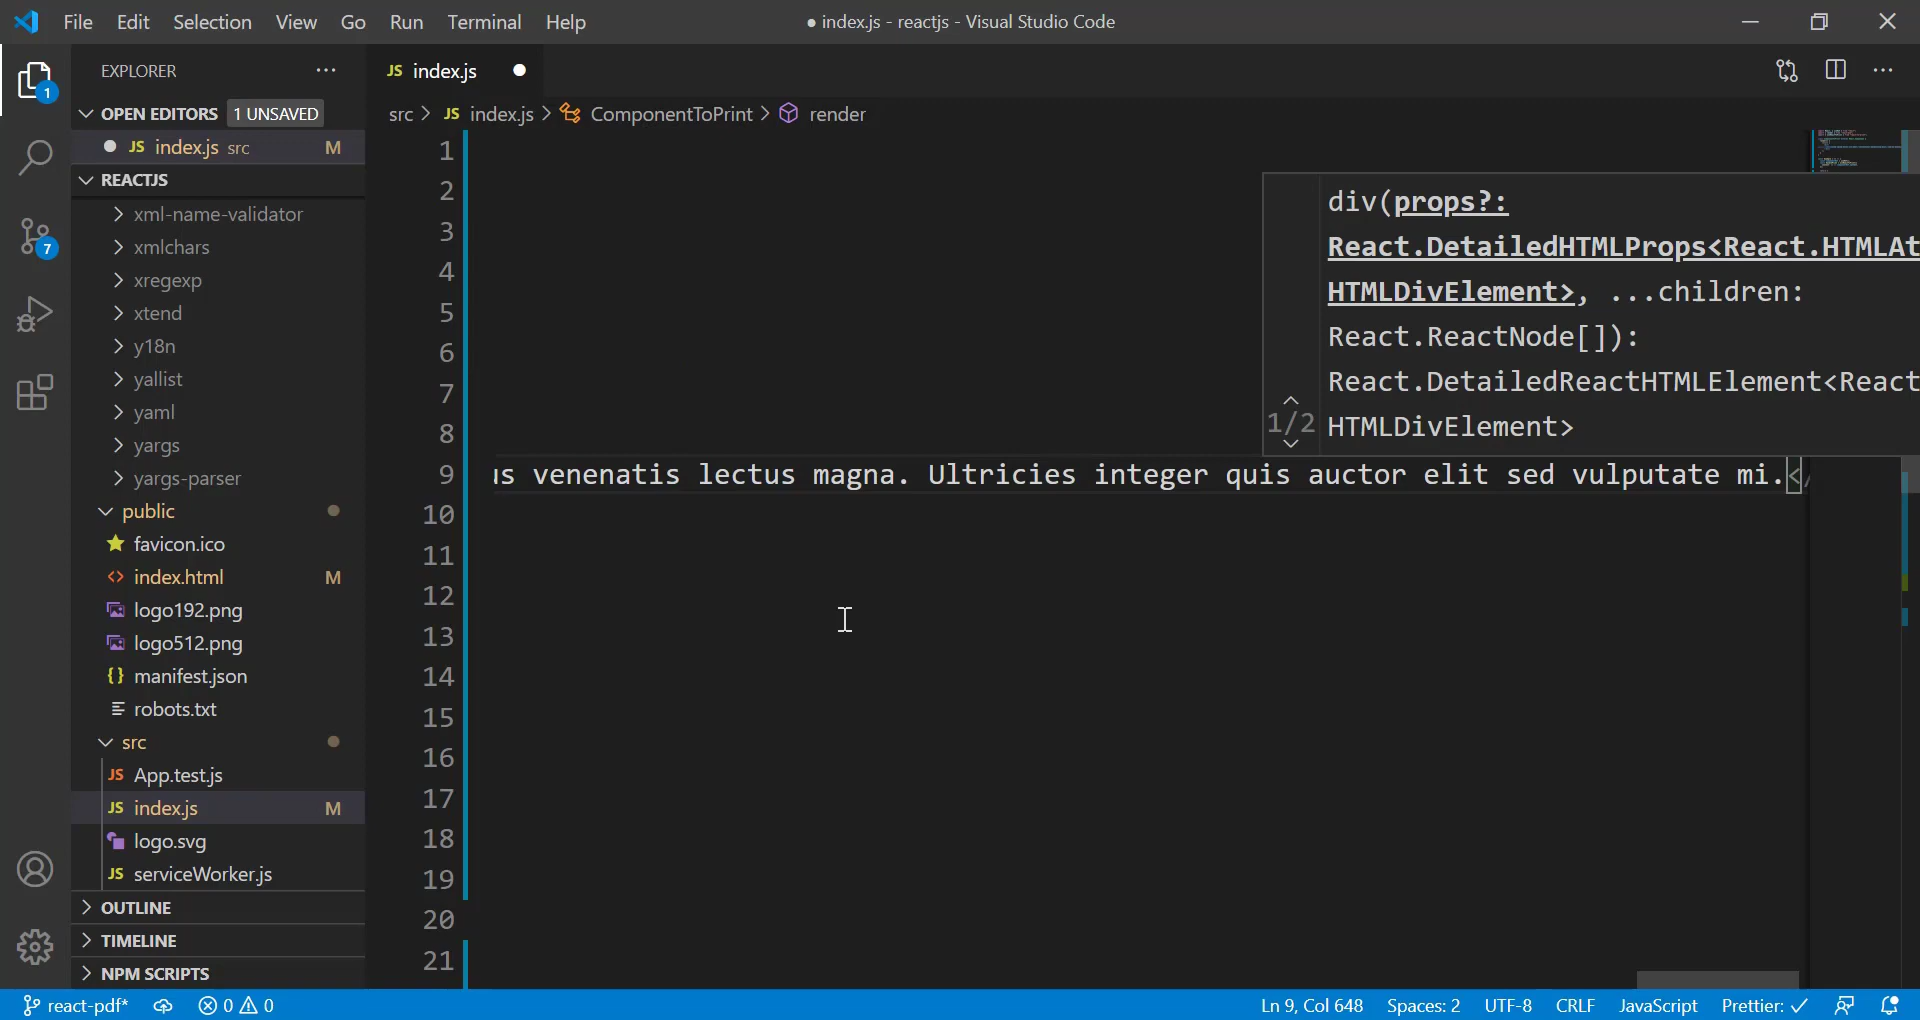 File Edit Selection View Go Run Terminal Help
● index.js - reactjs - Visual Studio Code
EXPLORER
1
OPEN EDITORS 1 UNSAVED
JS index.js src M
REACTJS
xml-name-validator
xmlchars
xregexp
xtend
y18n
yallist
yaml
yargs
yargs-parser
public
favicon.ico
<> index.html M
logo192.png
logo512.png
{} manifest.json
robots.txt
src
JS App.test.js
JS index.js M
logo.svg
JS serviceWorker.js
OUTLINE
TIMELINE
NPM SCRIPTS
7
JS index.js
src > JS index.js > ComponentToPrint > render
1
2
3
4
5
6
7
8
9 us venenatis lectus magna. Ultricies integer quis auctor elit sed vulputate mi.</
10
11
12
13
14
15
16
17
18
19
20
21
div(props?:
React.DetailedHTMLProps<React.HTMLAt
HTMLDivElement>, ...children:
React.ReactNode[]):
React.DetailedReactHTMLElement<React
1/2 HTMLDivElement>
react-pdf* 0 0 Ln 9, Col 648 Spaces: 2 UTF-8 CRLF JavaScript Prettier: ✓